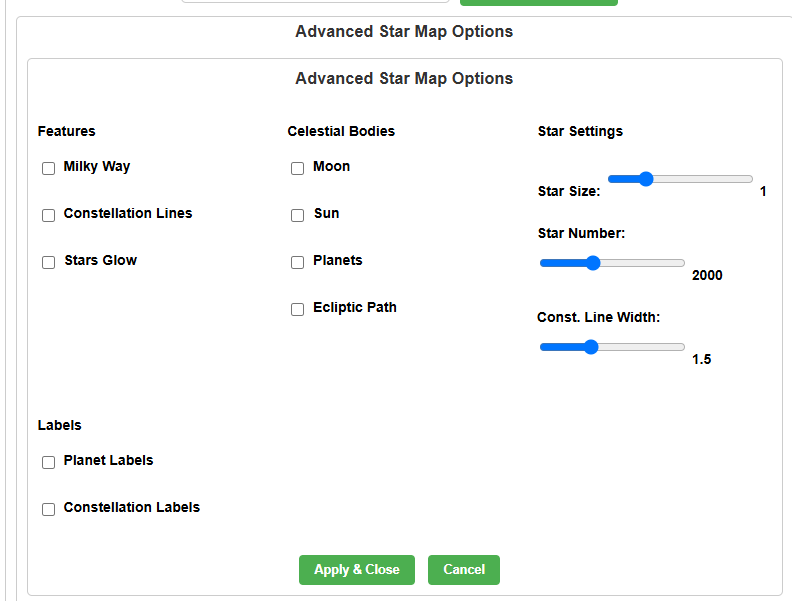 Advanced Star Map Options
Advanced Star Map Options
Features
Milky Way
Constellation Lines
Stars Glow
Celestial Bodies
Moon
Sun
Planets
Ecliptic Path
Star Settings
Star Size: 1
Star Number:
2000
Const. Line Width:
1.5
Labels
Planet Labels
Constellation Labels
Apply & Close
Cancel